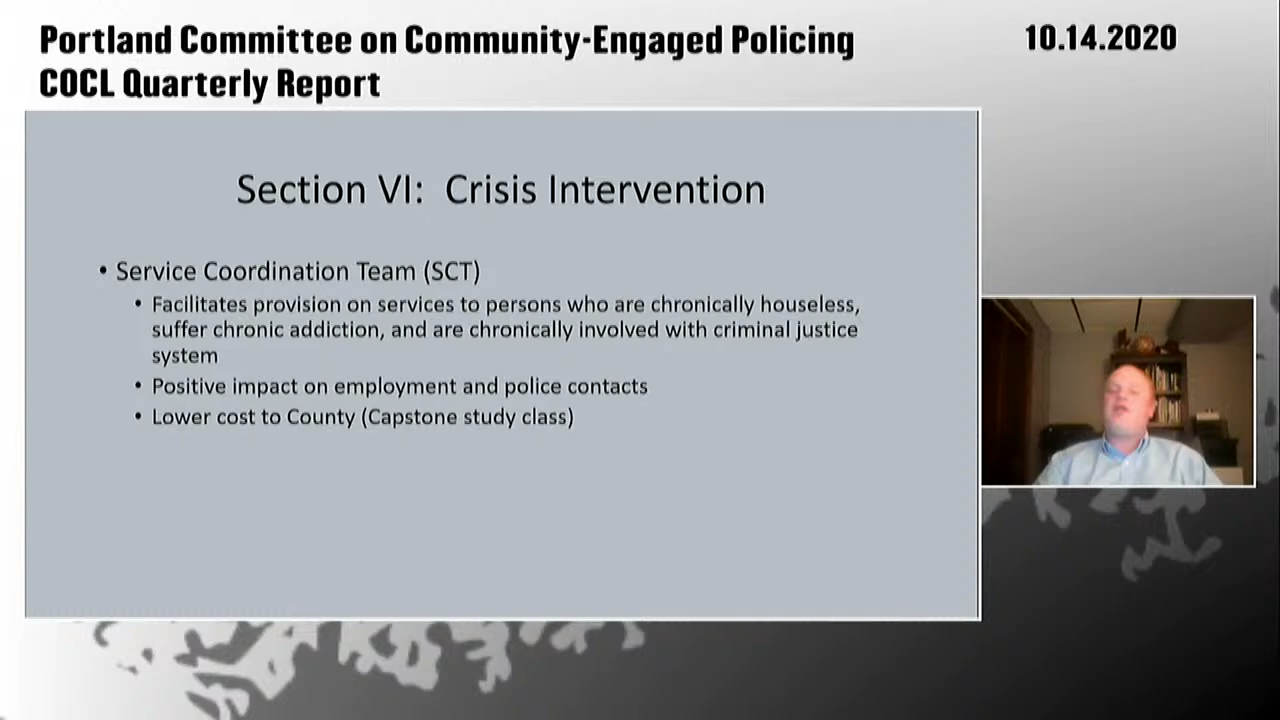 Portland Committee on Community-Engaged Policing
COCL Quarterly Report
10.14.2020
Section VI: Crisis Intervention
• Service Coordination Team (SCT)
• Facilitates provision on services to persons who are chronically houseless,
suffer chronic addiction, and are chronically involved with criminal justice
system
• Positive impact on employment and police contacts
• Lower cost to County (Capstone study class)